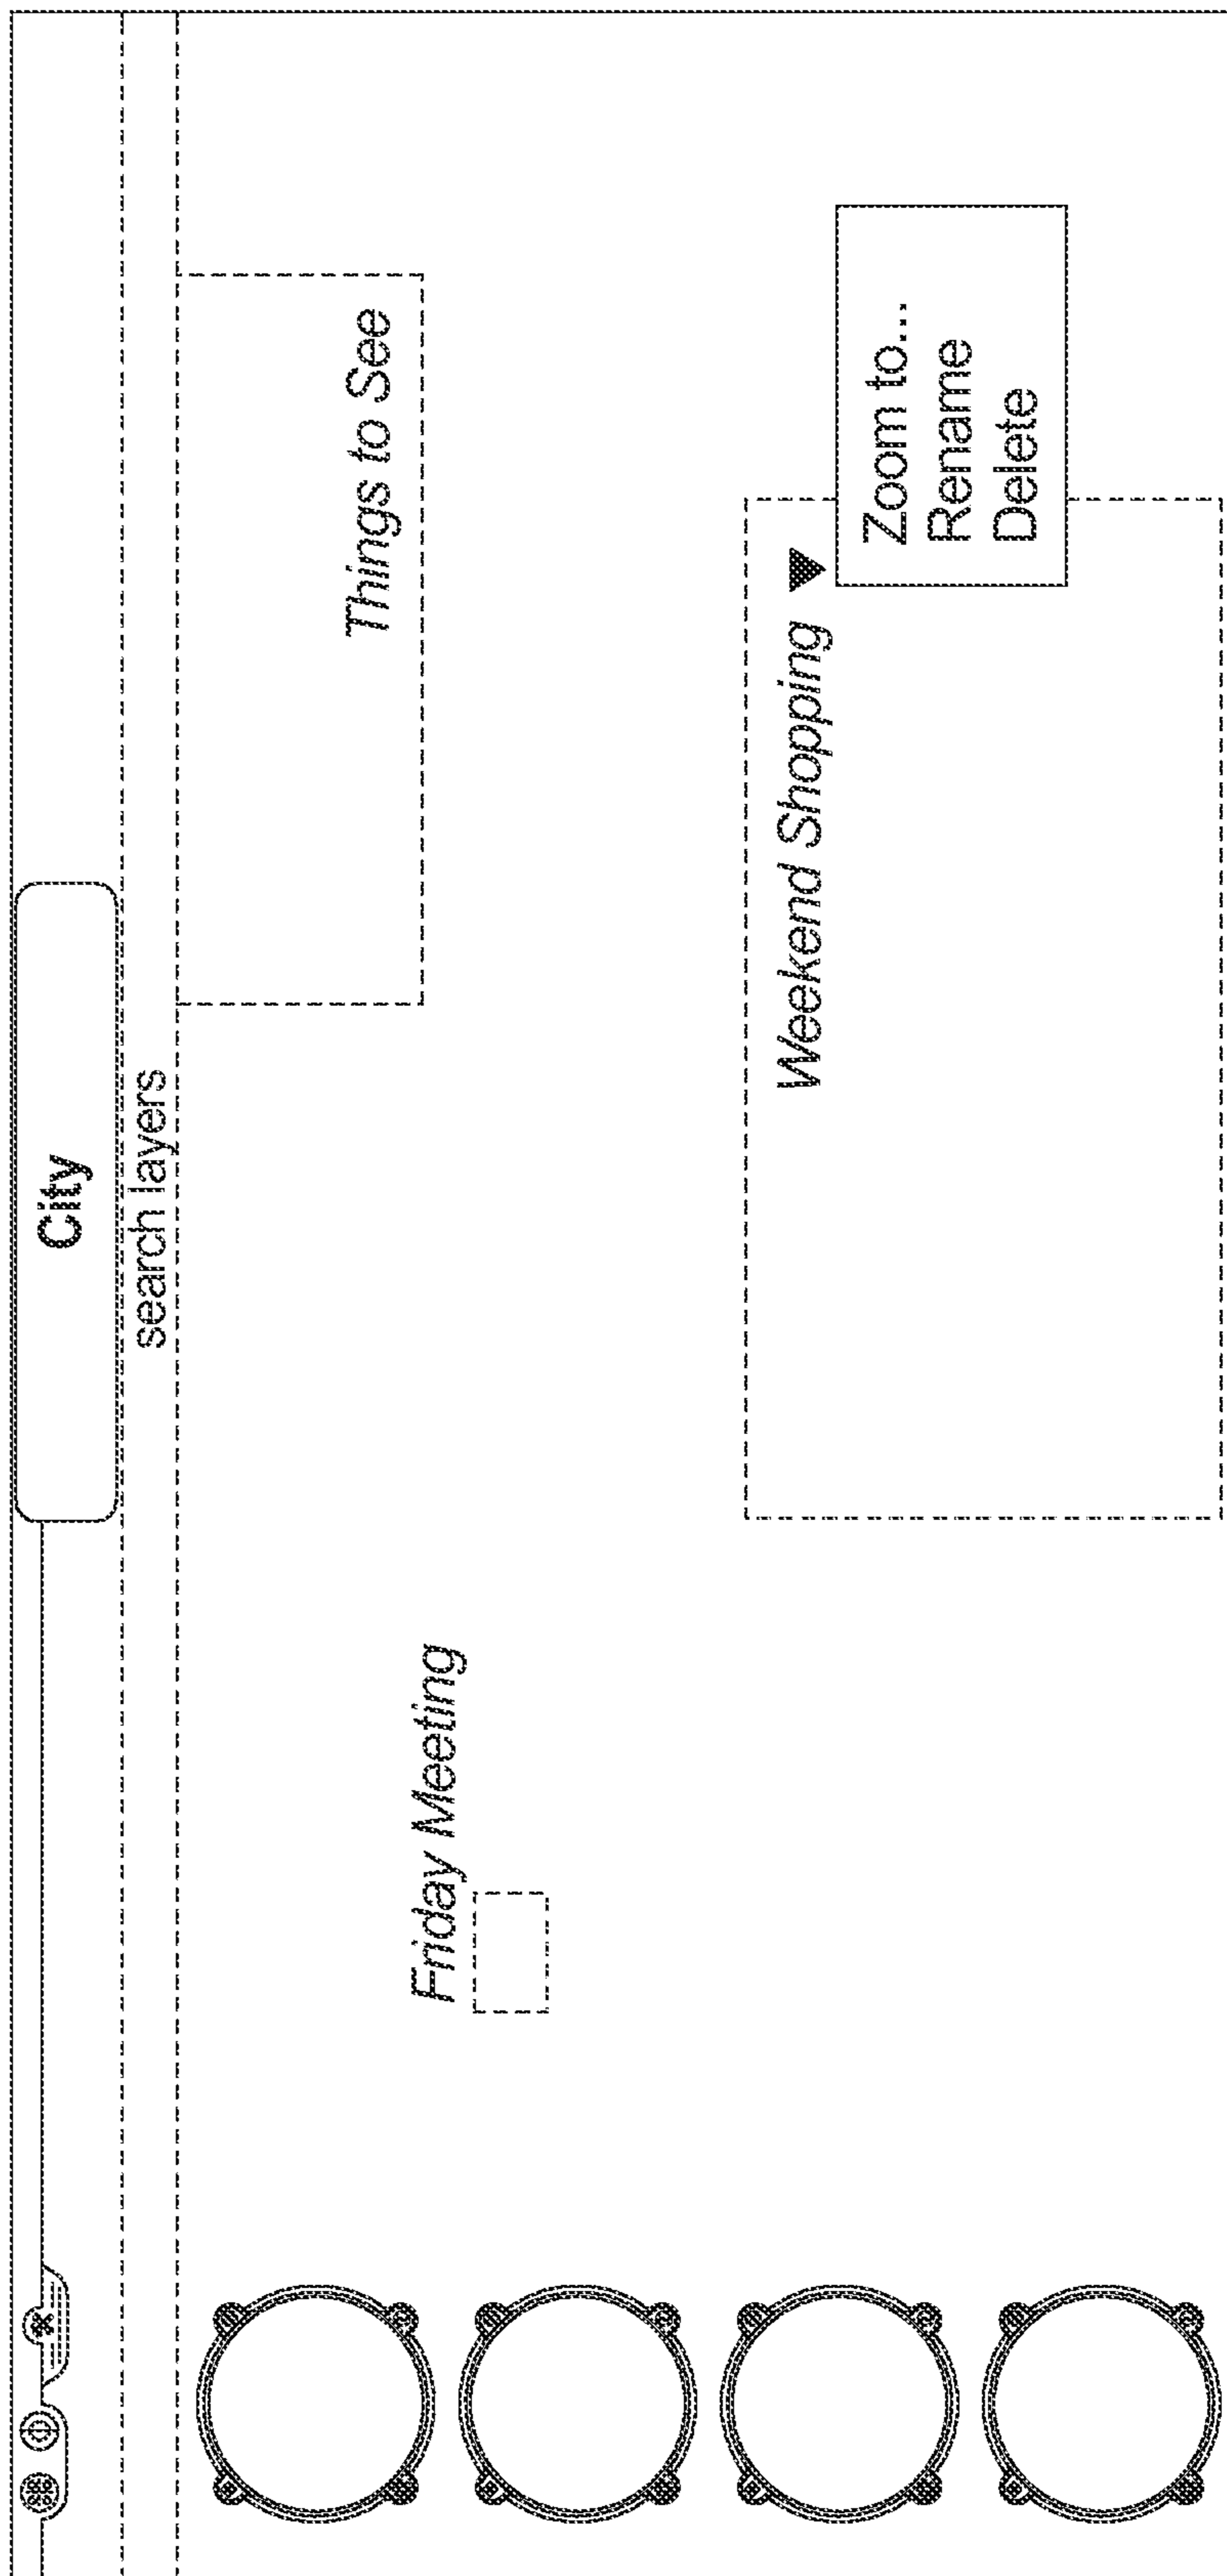 City
search layers
Things to See
Friday Meeting
Weekend Shopping
Zoom to...
Rename
Delete